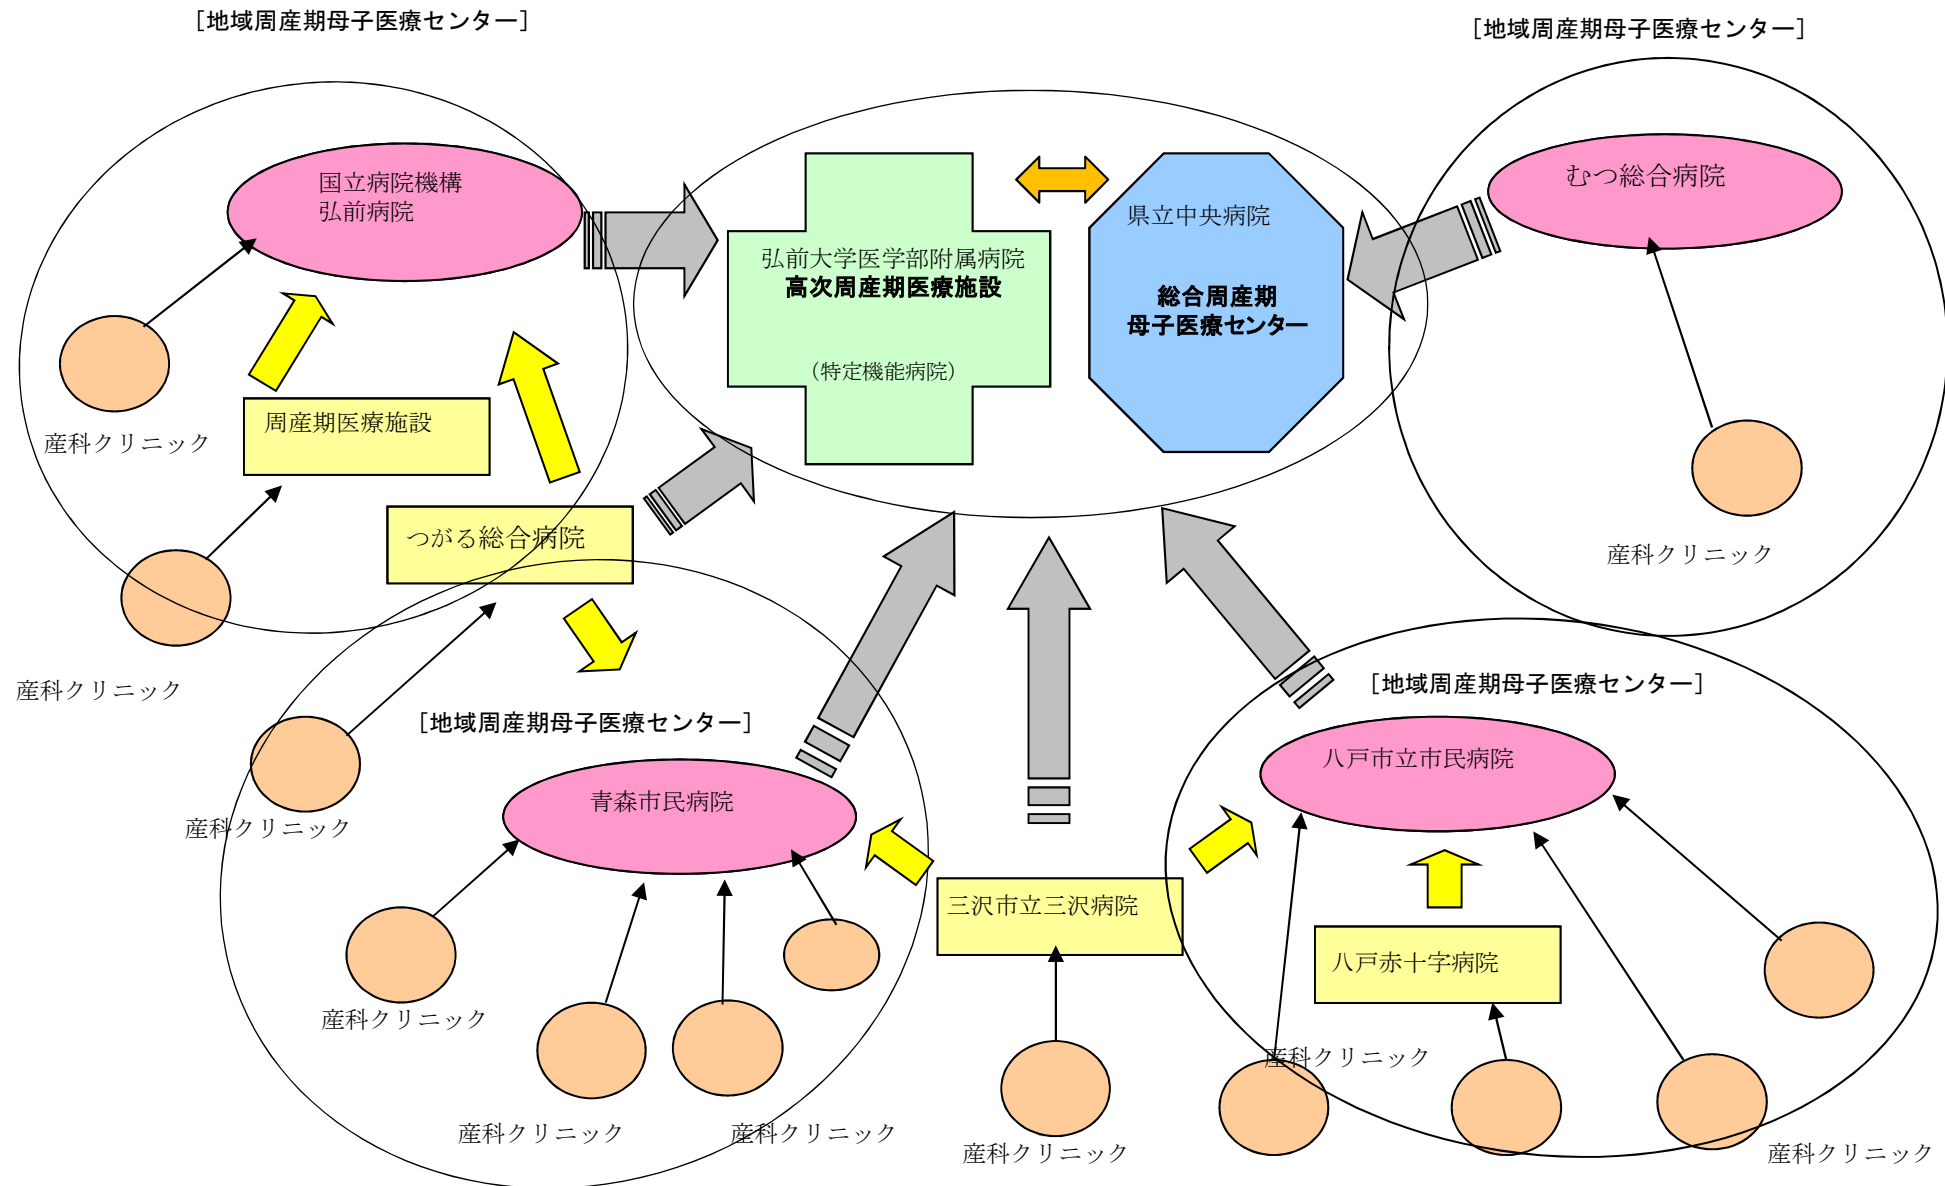 ［地域周産期母子医療センター］
［地域周産期母子医療センター］
国立病院機構
弘前病院
むつ総合病院
県立中央病院
弘前大学医学部附属病院
高次周産期医療施設
総合周産期
母子医療センター
（特定機能病院）
産科クリニック
周産期医療施設
つがる総合病院
産科クリニック
産科クリニック
［地域周産期母子医療センター］
［地域周産期母子医療センター］
八戸市立市民病院
青森市民病院
産科クリニック
三沢市立三沢病院
八戸赤十字病院
産科クリニック
産科クリニック
産科クリニック
産科クリニック
産科クリニック
産科クリニック